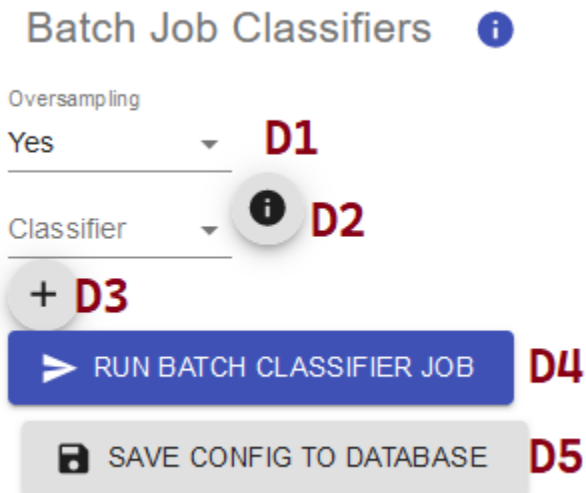 Batch Job Classifiers
Oversampling
Yes D1
Classifier D2
D3
RUN BATCH CLASSIFIER JOB D4
SAVE CONFIG TO DATABASE D5